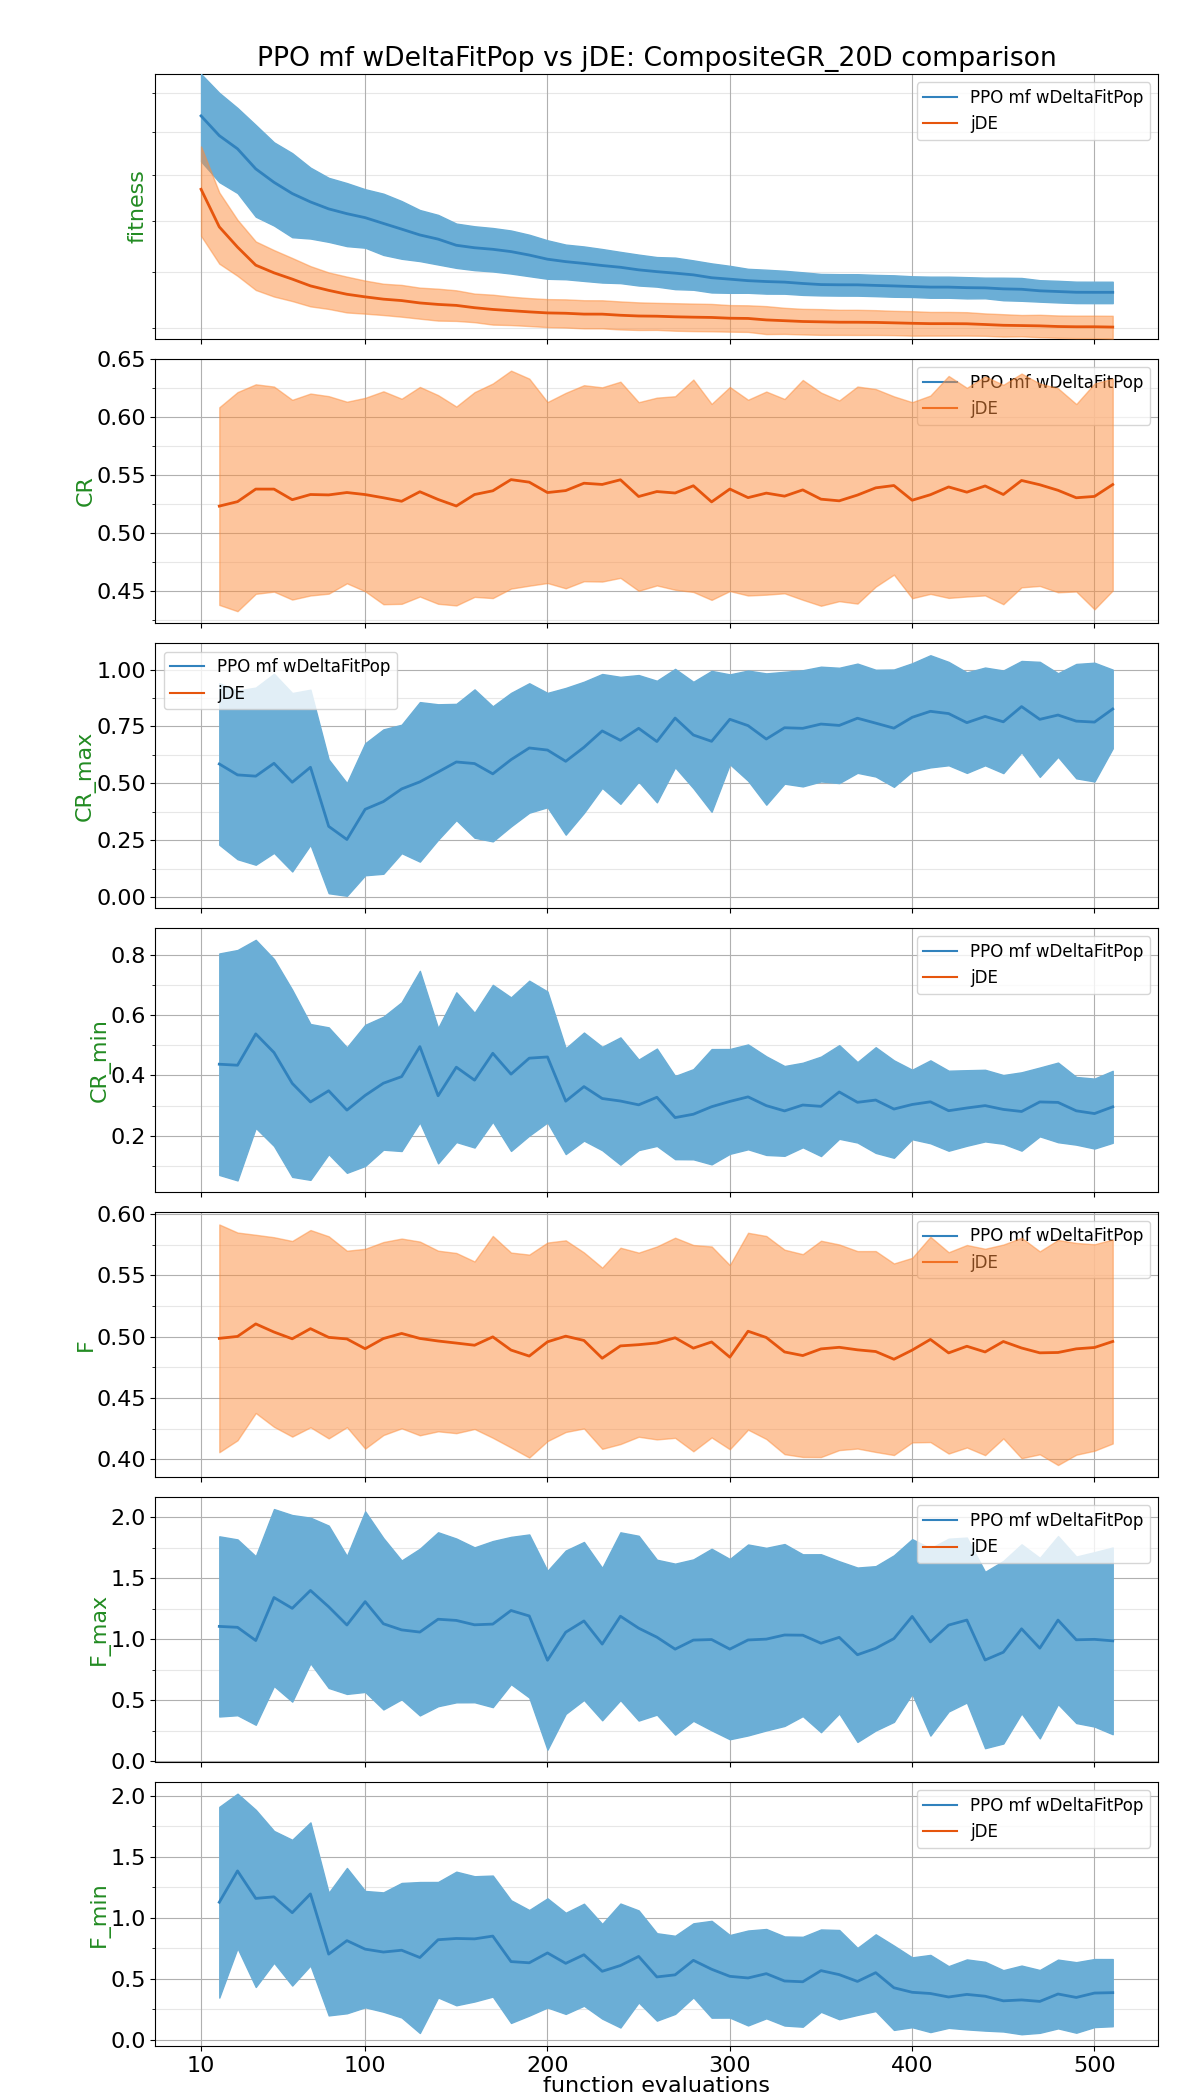 PPO mf wDeltaFitPop vs jDE: CompositeGR_20D comparison
fitness
PPO mf wDeltaFitPop
jDE
CR
0.65
0.60
0.55
0.50
0.45
PPO mf wDeltaFitPop
jDE
CR_max
1.00
0.75
0.50
0.25
0.00
PPO mf wDeltaFitPop
jDE
CR_min
0.8
0.6
0.4
0.2
PPO mf wDeltaFitPop
jDE
F
0.60
0.55
0.50
0.45
0.40
PPO mf wDeltaFitPop
jDE
F_max
2.0
1.5
1.0
0.5
0.0
PPO mf wDeltaFitPop
jDE
F_min
2.0
1.5
1.0
0.5
0.0
PPO mf wDeltaFitPop
jDE
10 100 200 300 400 500
function evaluations